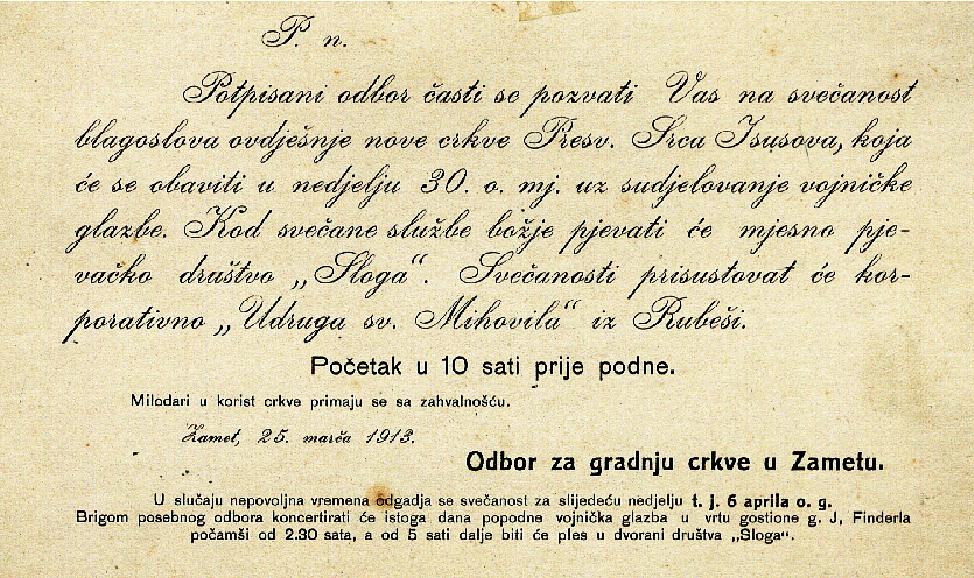 P. n.
Potpisani odbor časti se pozvati Vas na svečanost
blagoslova ovdješnje nove crkve Presv. Srca Isusova, koja
će se obaviti u nedjelju 30. o. mj. uz sudjelovanje vojničke
glazbe. Kod svečane službe božje pjevati će mjesno pje-
vačko društvo „Sloga“. Svečanosti prisustovat će kor-
porativno „Udruga sv. Mihovila“ iz Rubeši.
Početak u 10 sati prije podne.
Milodari u korist crkve primaju se sa zahvalnošću.
Zamet, 25. marča 1913.
Odbor za gradnju crkve u Zametu.
U slučaju nepovoljna vremena odgadja se svečanost za slijedeću nedjelju t. j. 6 aprila o. g.
Brigom posebnog odbora koncertirati će istoga dana popodne vojnička glazba u vrtu gostione g. J, Finderla
počamši od 2.30 sata, a od 5 sati dalje biti će ples u dvorani društva „Sloga“.